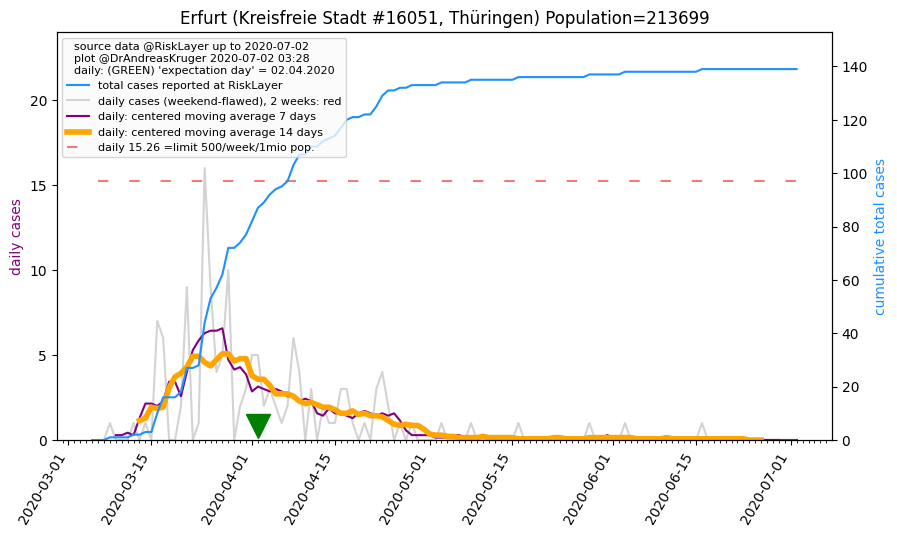 Erfurt (Kreisfreie Stadt #16051, Thüringen) Population=213699
source data @RiskLayer up to 2020-07-02
plot @DrAndreasKruger 2020-07-02 03:28
daily: (GREEN) 'expectation day' = 02.04.2020
total cases reported at RiskLayer
daily cases (weekend-flawed), 2 weeks: red
daily: centered moving average 7 days
daily: centered moving average 14 days
daily 15.26 =limit 500/week/1mio pop.
daily cases
20
15
10
5
0
140
120
100
80
60
40
20
0
cumulative total cases
2020-03-01
2020-03-15
2020-04-01
2020-04-15
2020-05-01
2020-05-15
2020-06-01
2020-06-15
2020-07-01